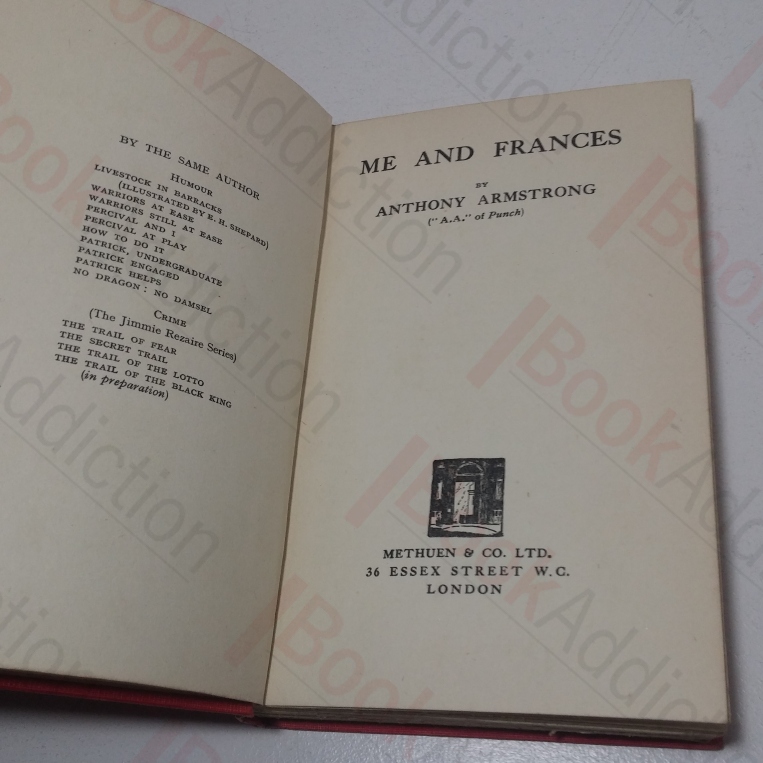 BY THE SAME AUTHOR
HUMOUR
LIVESTOCK IN BARRACKS
(ILLUSTRATED BY E. H. SHEPARD)
WARRIORS AT EASE
WARRIORS STILL AT EASE
PERCIVAL AND I
PERCIVAL AT PLAY
HOW TO DO IT
PATRICK, UNDERGRADUATE
PATRICK ENGAGED
PATRICK HELPS
NO DRAGON : NO DAMSEL
CRIME
(The Jimmie Rezaire Series)
THE TRAIL OF FEAR
THE SECRET TRAIL
THE TRAIL OF THE LOTTO
THE TRAIL OF THE BLACK KING
(in preparation)
ME AND FRANCES
BY
ANTHONY ARMSTRONG
("A.A." of Punch)
METHUEN & CO. LTD.
36 ESSEX STREET W.C.
LONDON
BookAddiction